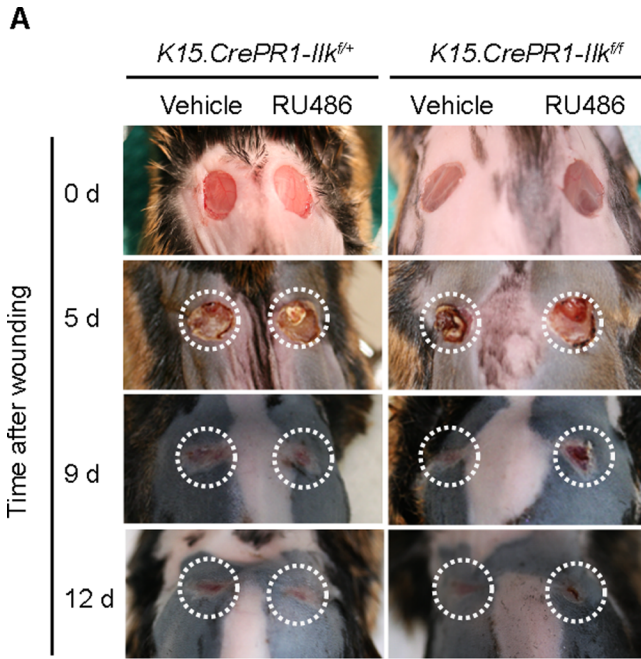 A
K15.CrePR1-Ilkf/+ K15.CrePR1-Ilkf/f
Vehicle RU486 Vehicle RU486
0 d
5 d
9 d
12 d
Time after wounding